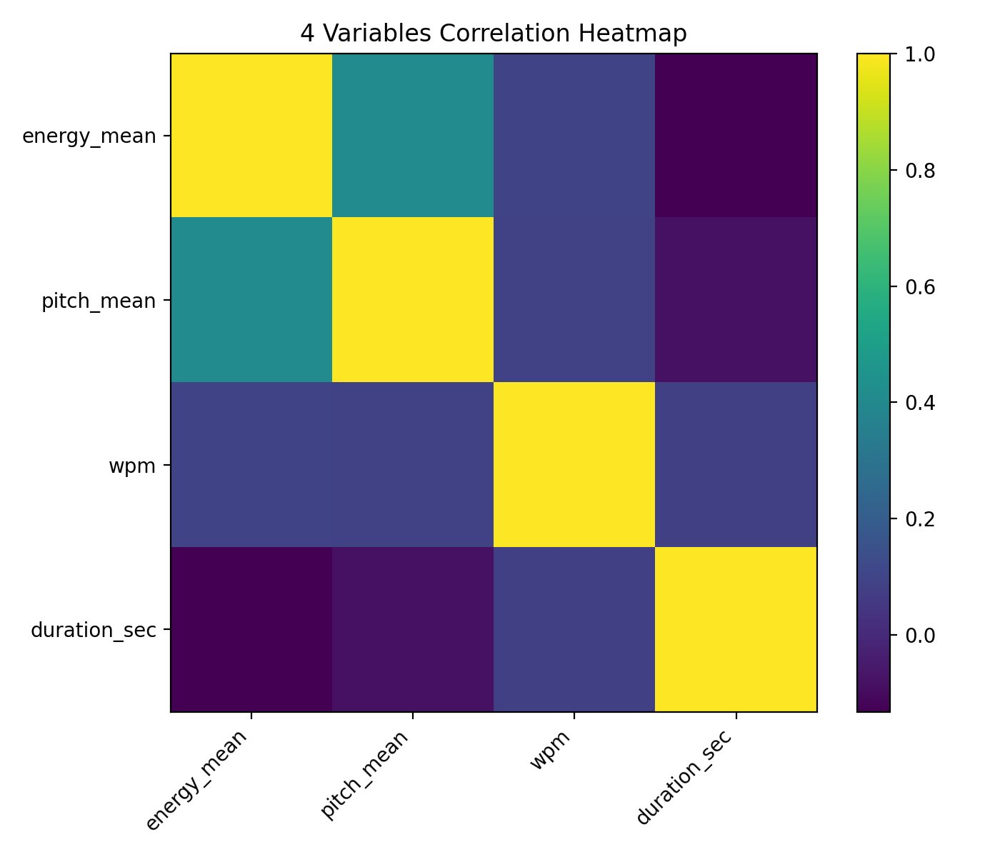 4 Variables Correlation Heatmap
energy_mean
pitch_mean
wpm
duration_sec
energy_mean
pitch_mean
wpm
duration_sec
1.0
0.8
0.6
0.4
0.2
0.0